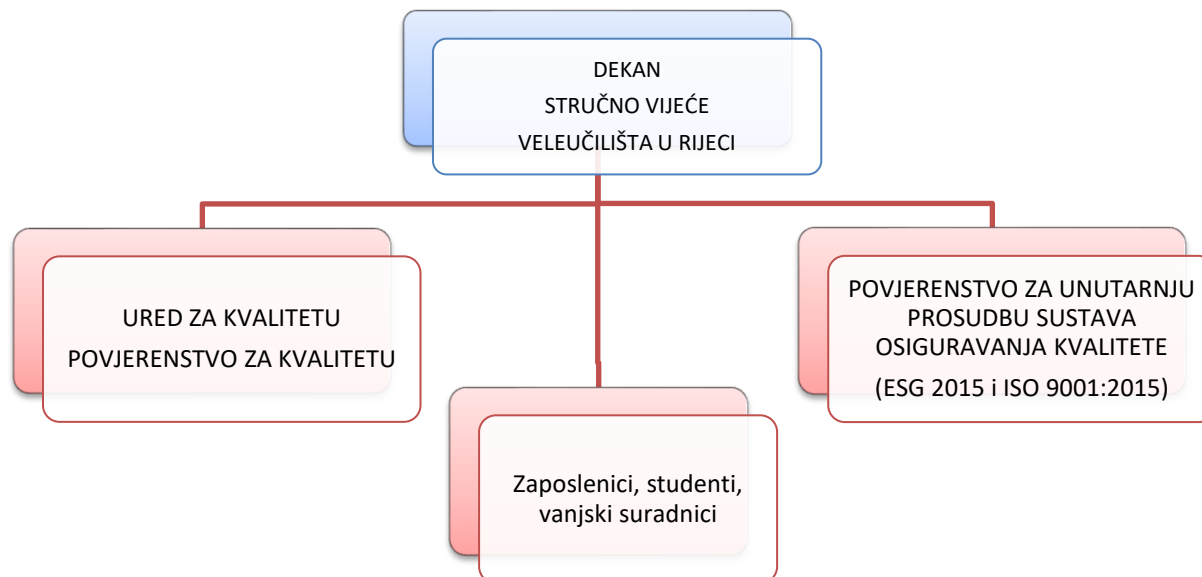 DEKAN
STRUČNO VIJEĆE
VELEUČILIŠTA U RIJECI
URED ZA KVALITETU
POVJERENSTVO ZA KVALITETU
POVJERENSTVO ZA UNUTARNJU
PROSUDBU SUSTAVA
OSIGURAVANJA KVALITETE
(ESG 2015 i ISO 9001:2015)
Zaposlenici, studenti,
vanjski suradnici